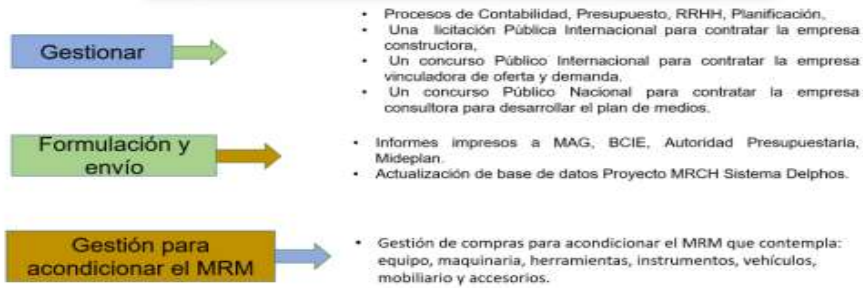 Gestionar
• Procesos de Contabilidad, Presupuesto, RRHH, Planificación,
• Una licitación Pública Internacional para contratar la empresa
constructora,
• Un concurso Público Internacional para contratar la empresa
vinculadora de oferta y demanda.
• Un concurso Público Nacional para contratar la empresa
consultora para desarrollar el plan de medios.
Formulación y
envío
• Informes impresos a MAG, BCIE, Autoridad Presupuestaria,
Mideplan.
• Actualización de base de datos Proyecto MRCH Sistema Delphos.
Gestión para
acondicionar el MRM
• Gestión de compras para acondicionar el MRM que contempla:
equipo, maquinaria, herramientas, instrumentos, vehículos,
mobiliario y accesorios.